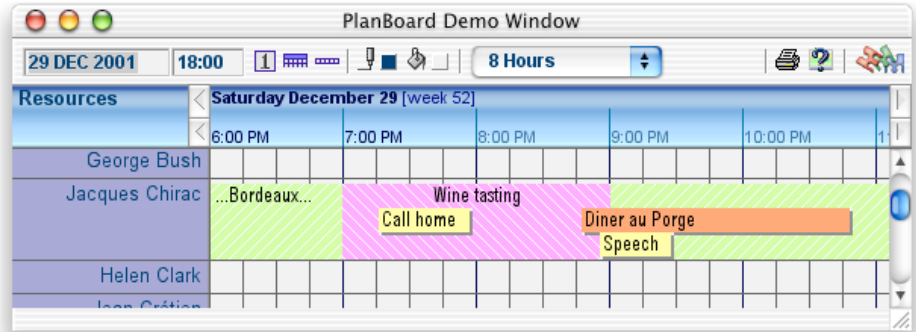 PlanBoard Demo Window
29 DEC 2001 18:00 1 8 Hours ?
Resources Saturday December 29 [week 52]
6:00 PM 7:00 PM 8:00 PM 9:00 PM 10:00 PM
George Bush
Jacques Chirac ...Bordeaux... Wine tasting
Call home Diner au Porge
Speech
Helen Clark
Jean Crétien